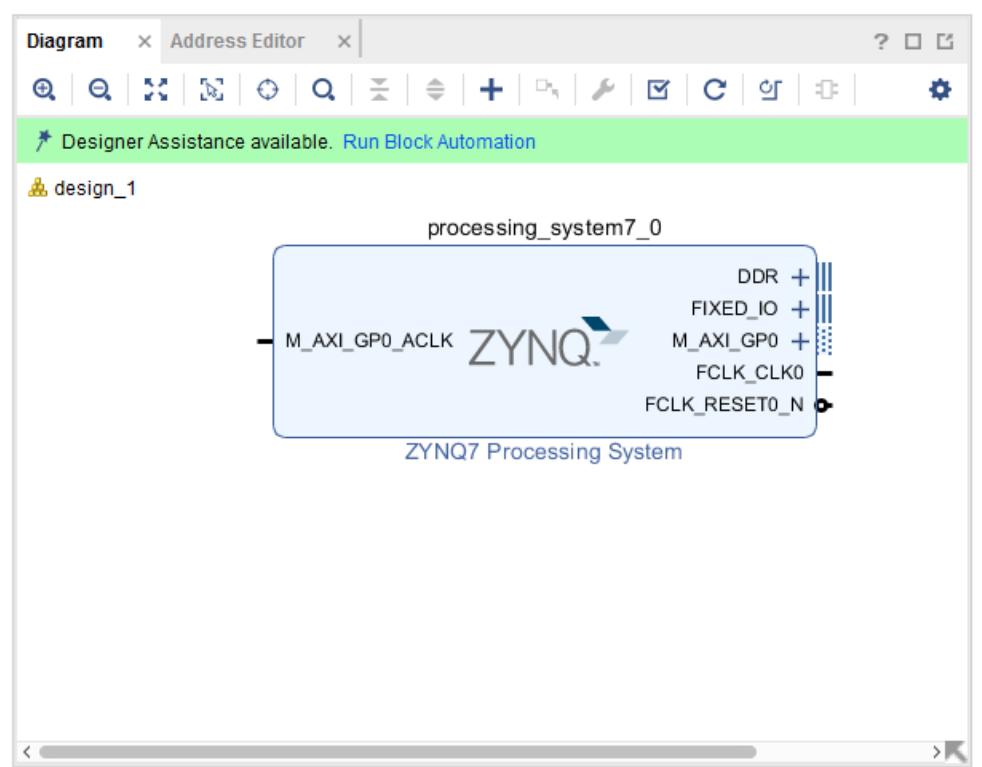 Diagram × Address Editor × ?
Designer Assistance available. Run Block Automation
design_1
processing_system7_0
DDR
FIXED_IO
M_AXI_GP0_ACLK ZYNQ M_AXI_GP0
FCLK_CLK0
FCLK_RESET0_N
ZYNQ7 Processing System